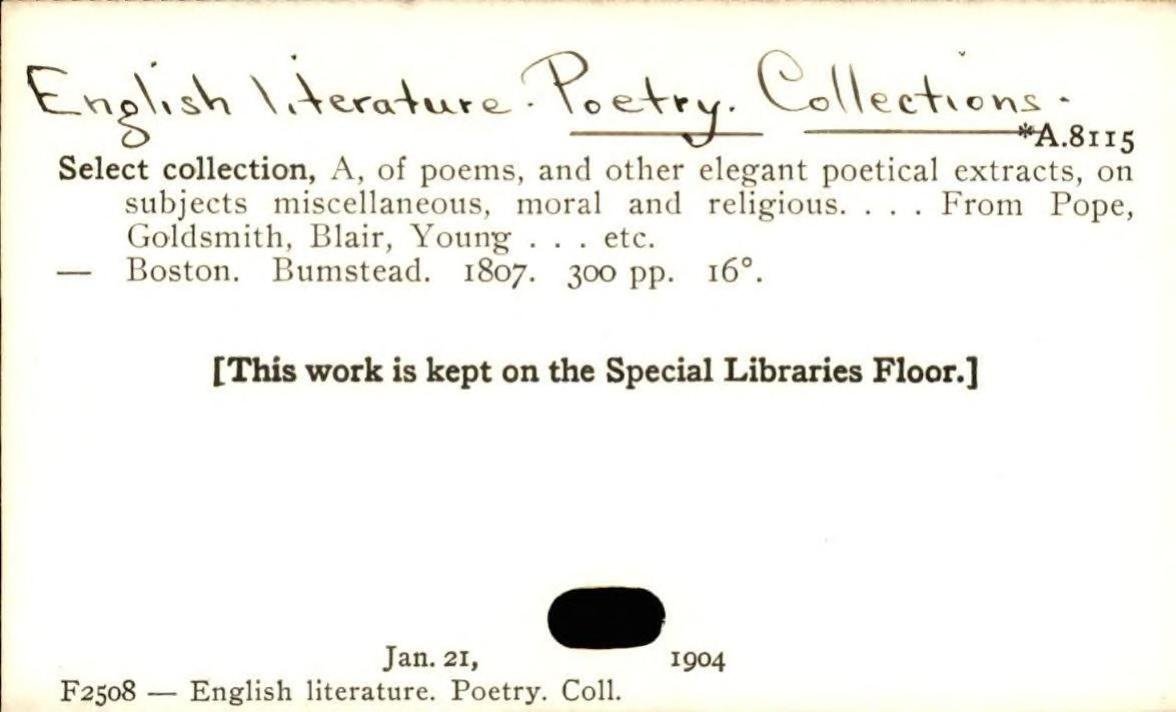 English literature. Poetry. Collections.
*A.8115
Select collection, A, of poems, and other elegant poetical extracts, on
subjects miscellaneous, moral and religious. . . . From Pope,
Goldsmith, Blair, Young . . . etc.
— Boston. Bumstead. 1807. 300 pp. 16°.
[This work is kept on the Special Libraries Floor.]
Jan. 21, 1904
F2508 — English literature. Poetry. Coll.